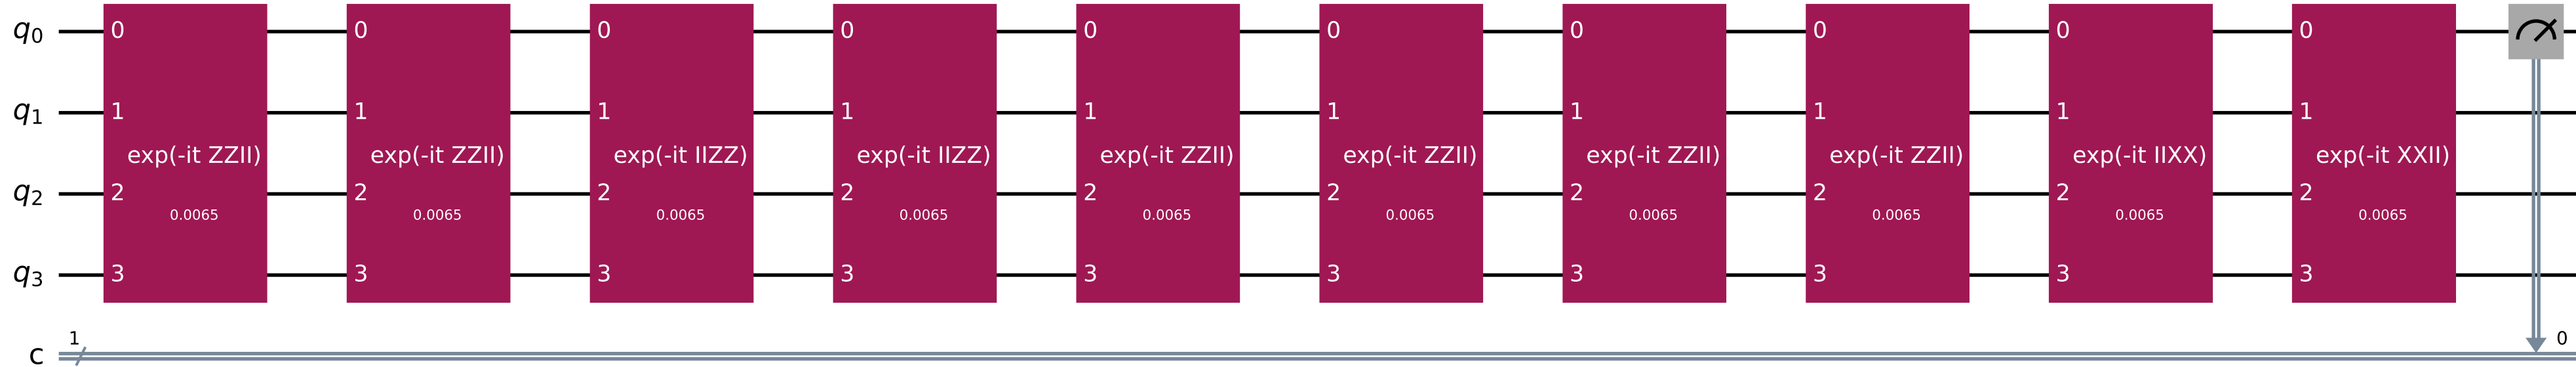 q0 0 0 0 0 0 0 0 0 0 0
q1 1 1 1 1 1 1 1 1 1 1
exp(-it ZZII) exp(-it ZZII) exp(-it IIZZ) exp(-it IIZZ) exp(-it ZZII) exp(-it ZZII) exp(-it ZZII) exp(-it ZZII) exp(-it IIXX) exp(-it XXII)
q2 2 2 2 2 2 2 2 2 2 2
0.0065 0.0065 0.0065 0.0065 0.0065 0.0065 0.0065 0.0065 0.0065 0.0065
q3 3 3 3 3 3 3 3 3 3 3
1 0
c